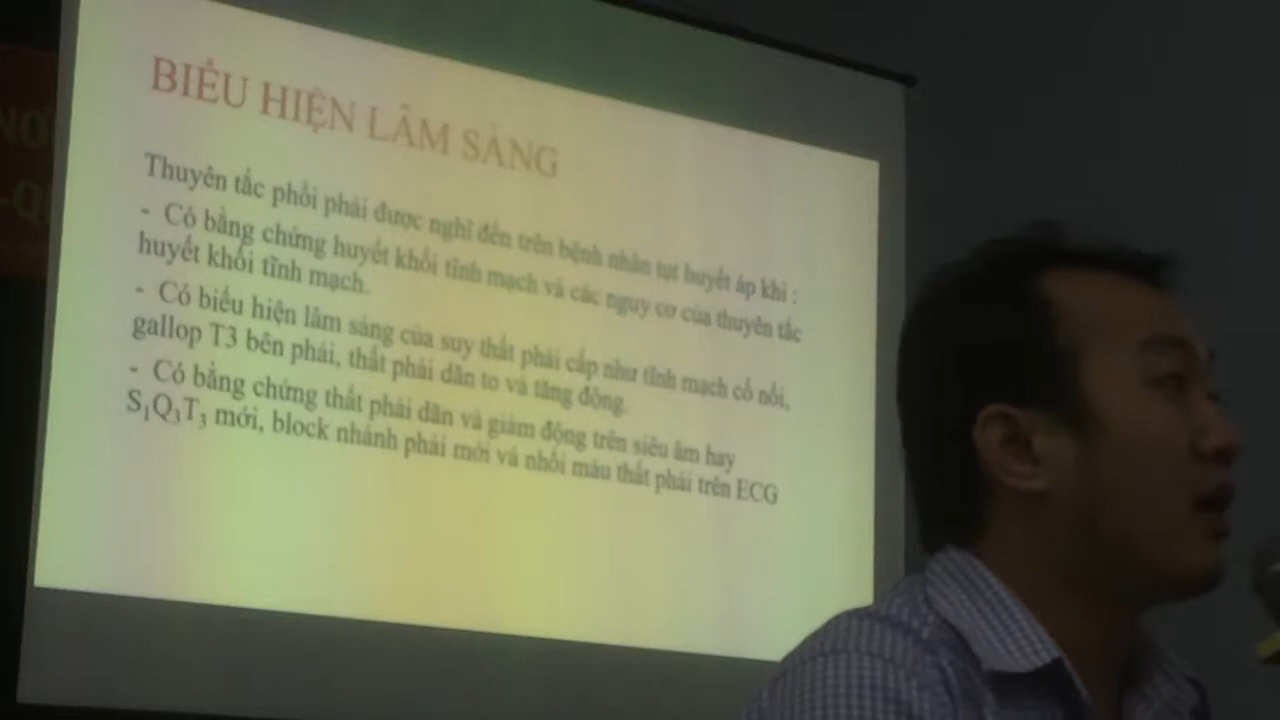 BIỂU HIỆN LÂM SÀNG
Thuyên tắc phổi phải được nghĩ đến trên bệnh nhân tụt huyết áp khi :
- Có bằng chứng huyết khối tĩnh mạch và các nguy cơ của thuyên tắc
huyết khối tĩnh mạch.
- Có biểu hiện lâm sàng của suy thất phải cấp như tĩnh mạch cổ nổi,
gallop T3 bên phải, thất phải dãn to và tăng động.
- Có bằng chứng thất phải dãn và giảm động trên siêu âm hay
S₁Q₃T₃ mới, block nhánh phải mới và nhồi máu thất phải trên ECG